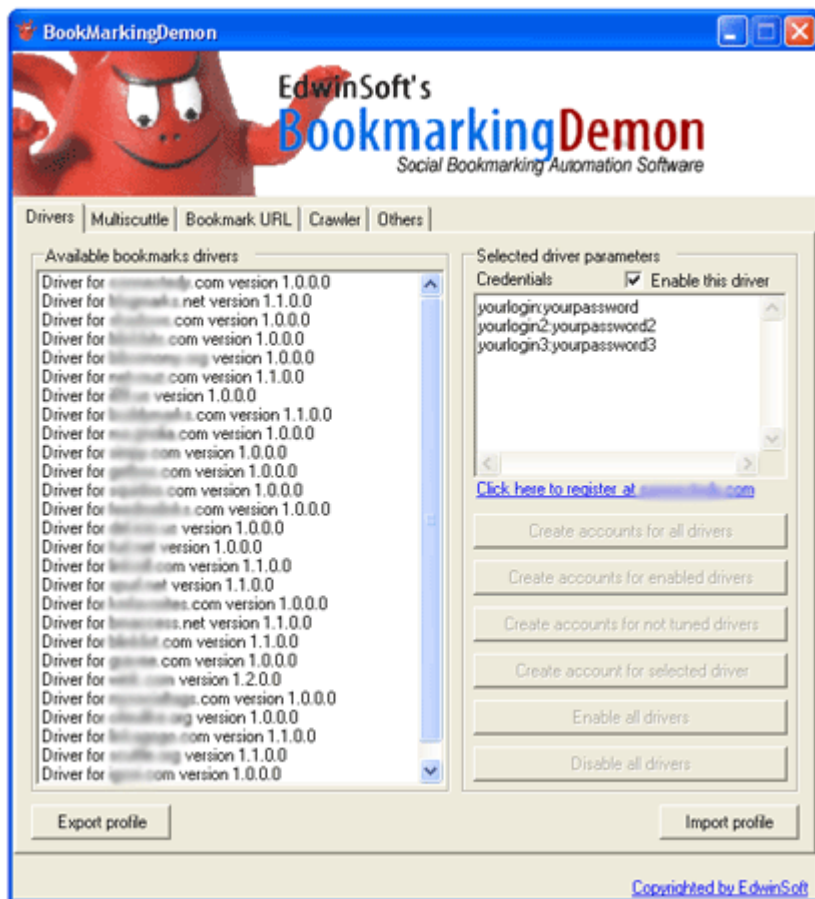 BookMarkingDemon
EdwinSoft's
BookmarkingDemon
Social Bookmarking Automation Software
Drivers
Multiscuttle
Bookmark URL
Crawler
Others
Available bookmarks drivers
Driver for .com version 1.0.0.0
Driver for .net version 1.1.0.0
Driver for .com version 1.0.0.0
Driver for .com version 1.0.0.0
Driver for .org version 1.0.0.0
Driver for .com version 1.1.0.0
Driver for version 1.0.0.0
Driver for .com version 1.1.0.0
Driver for .com version 1.0.0.0
Driver for .com version 1.0.0.0
Driver for .com version 1.0.0.0
Driver for .com version 1.0.0.0
Driver for .com version 1.0.0.0
Driver for version 1.0.0.0
Driver for version 1.0.0.0
Driver for .com version 1.1.0.0
Driver for .net version 1.1.0.0
Driver for .com version 1.0.0.0
Driver for .net version 1.1.0.0
Driver for .com version 1.1.0.0
Driver for .com version 1.0.0.0
Driver for version 1.2.0.0
Driver for .com version 1.0.0.0
Driver for .org version 1.0.0.0
Driver for .com version 1.1.0.0
Driver for version 1.1.0.0
Driver for .com version 1.0.0.0
Export profile
Selected driver parameters
Credentials
Enable this driver
yourlogin:yourpassword
yourlogin2:yourpassword2
yourlogin3:yourpassword3
Click here to register at .com
Create accounts for all drivers
Create accounts for enabled drivers
Create accounts for not tuned drivers
Create account for selected driver
Enable all drivers
Disable all drivers
Import profile
Copyrighted by EdwinSoft